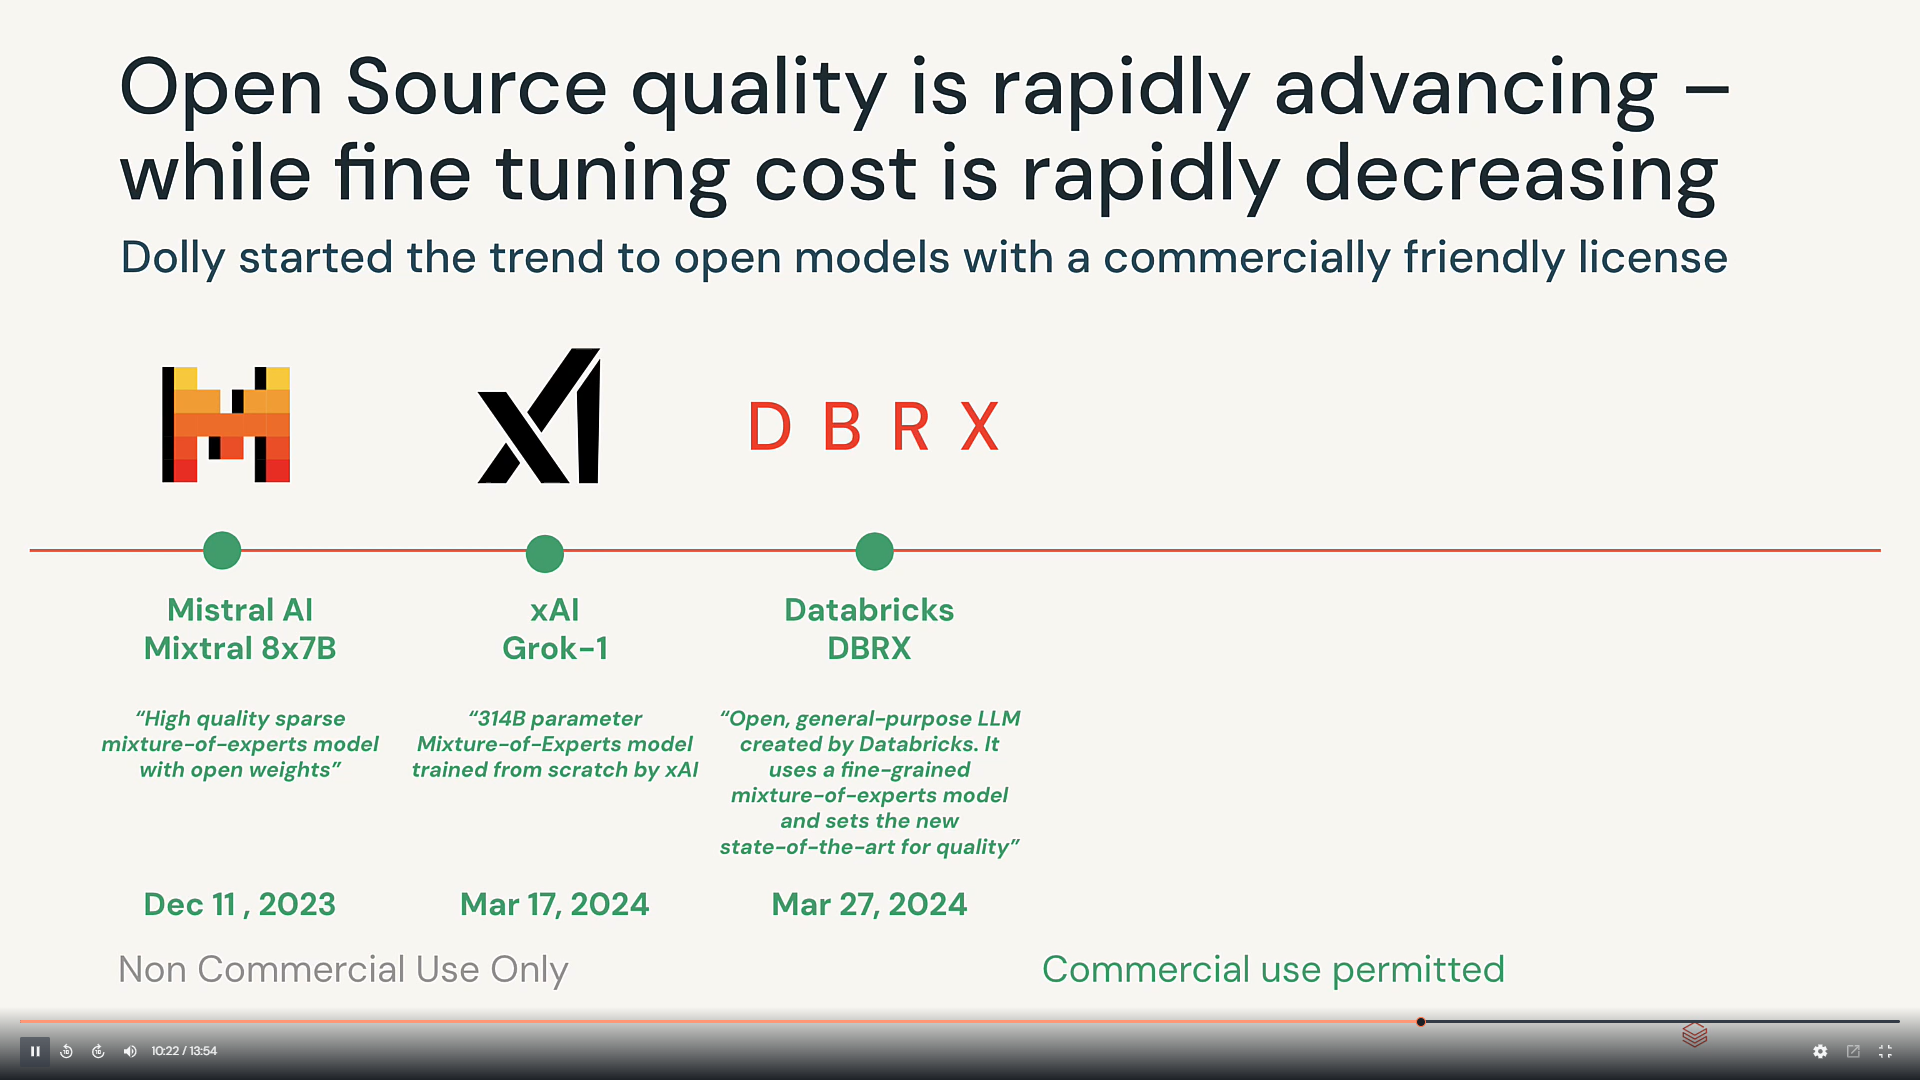 Open Source quality is rapidly advancing –
while fine tuning cost is rapidly decreasing
Dolly started the trend to open models with a commercially friendly license
D B R X
Mistral AI
Mixtral 8x7B
“High quality sparse
mixture-of-experts model
with open weights”
Dec 11 , 2023
xAI
Grok-1
“314B parameter
Mixture-of-Experts model
trained from scratch by xAI
Mar 17, 2024
Databricks
DBRX
“Open, general-purpose LLM
created by Databricks. It
uses a fine-grained
mixture-of-experts model
and sets the new
state-of-the-art for quality”
Mar 27, 2024
Non Commercial Use Only
Commercial use permitted
10:22 / 13:54